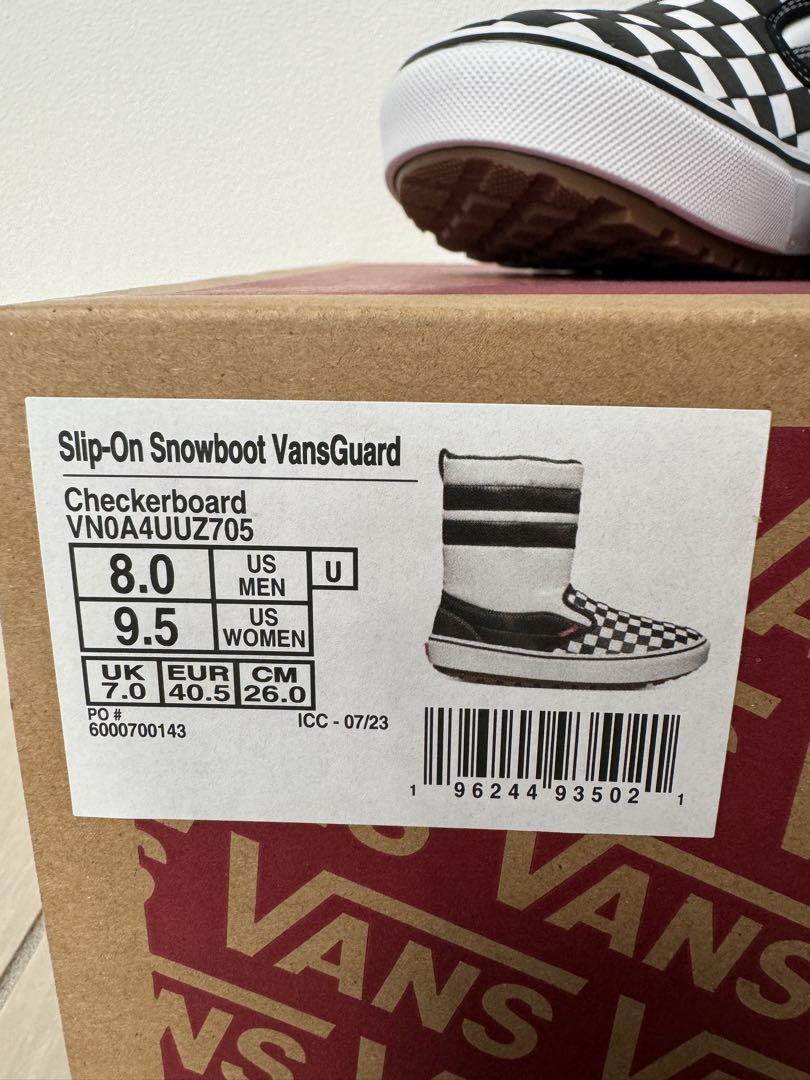 Slip-On Snowboot VansGuard
Checkerboard
VN0A4UUZ705
8.0 US MEN U
9.5 US WOMEN
UK 7.0 EUR 40.5 CM 26.0
PO #
6000700143
ICC - 07/23
1 96244 93502 1
VANS
VANS
VANS